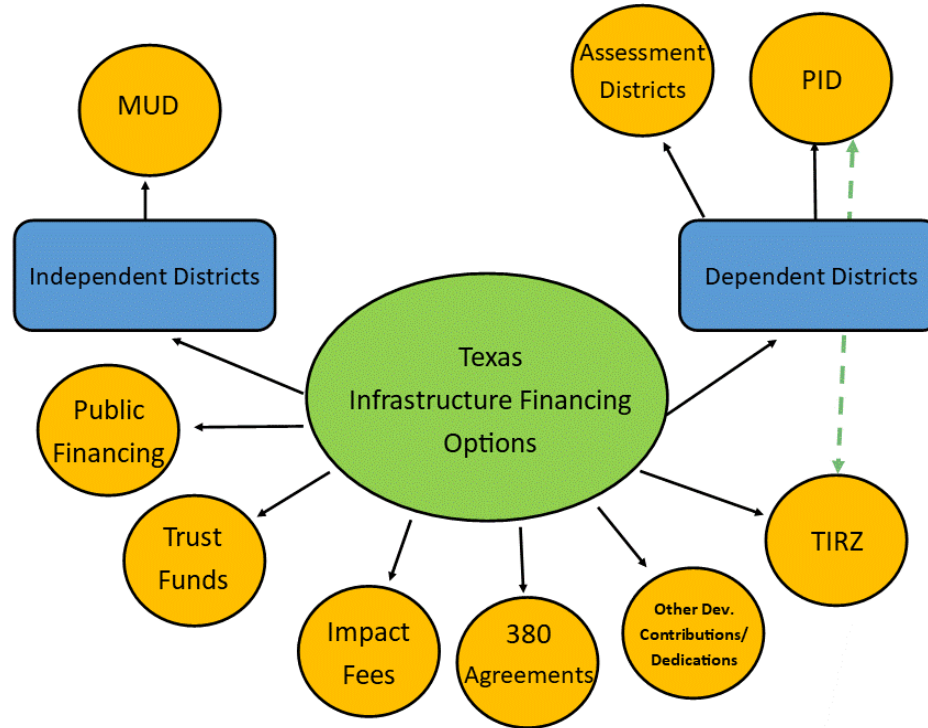 Assessment
Districts
PID
MUD
Independent Districts
Dependent Districts
Texas
Infrastructure Financing
Options
Public
Financing
Trust
Funds
Impact
Fees
380
Agreements
Other Dev.
Contributions/
Dedications
TIRZ